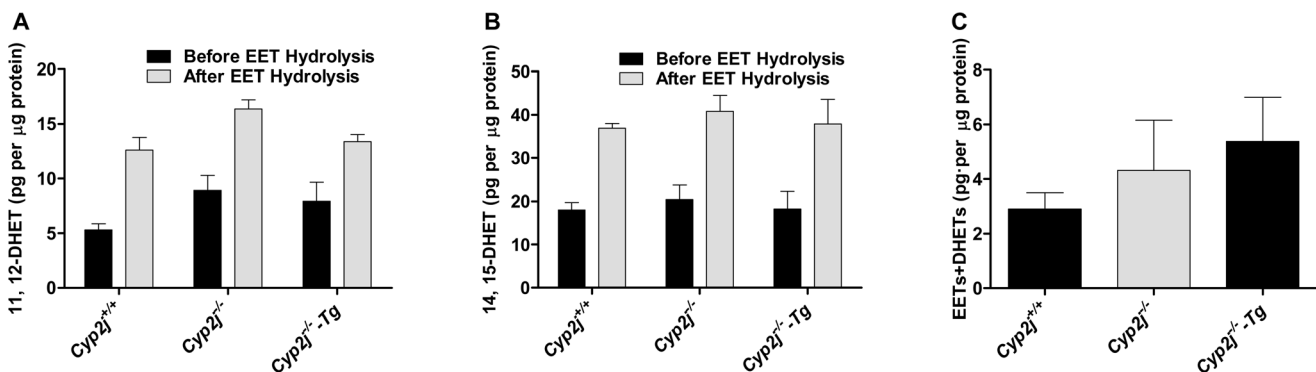 A
11, 12-DHET (pg per μg protein)
Before EET Hydrolysis
After EET Hydrolysis
20
15
10
5
0
Cyp2j+/+
Cyp2j-/-
Cyp2j-/- -Tg
B
14, 15-DHET (pg per μg protein)
Before EET Hydrolysis
After EET Hydrolysis
50
40
30
20
10
0
Cyp2j+/+
Cyp2j-/-
Cyp2j-/- -Tg
C
EETs+DHETs (pg·per μg protein)
8
6
4
2
0
Cyp2j+/+
Cyp2j-/-
Cyp2j-/- -Tg